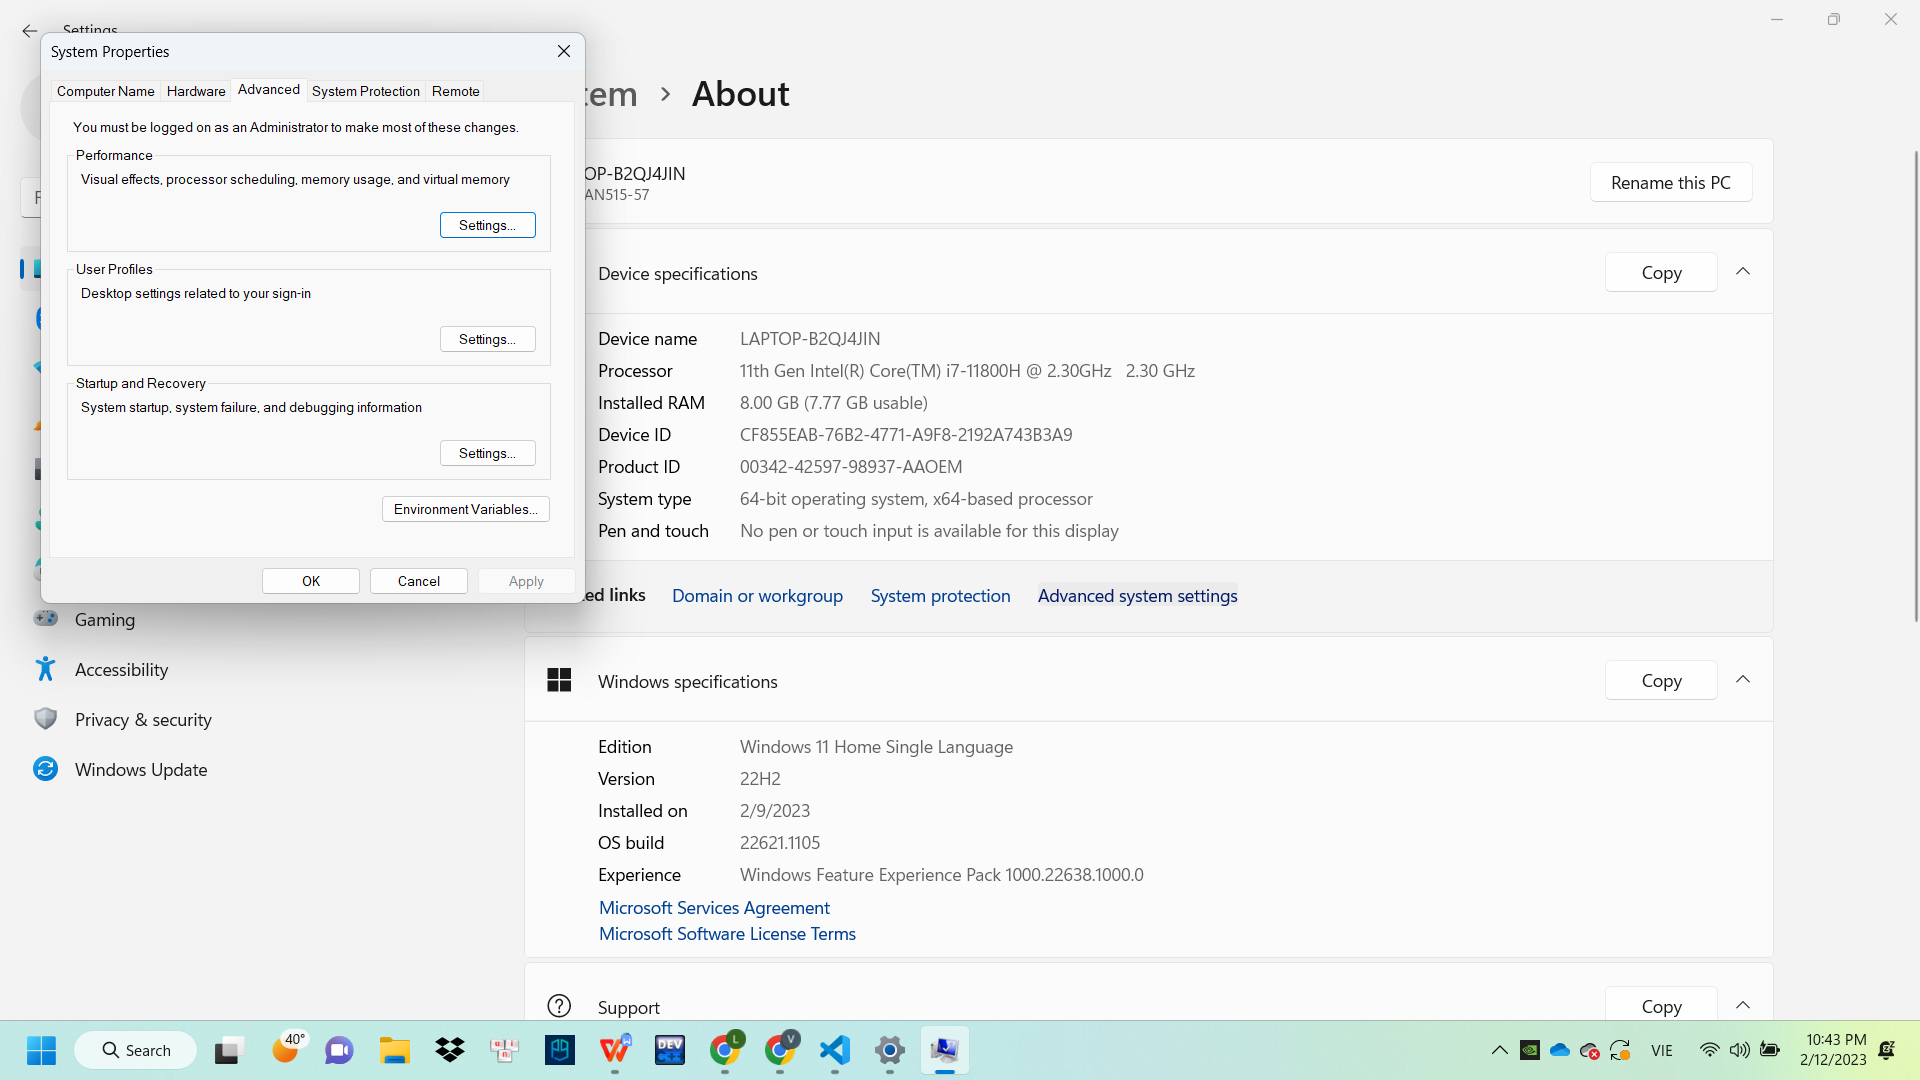 Settings
System Properties
Computer Name
Hardware
Advanced
System Protection
Remote
You must be logged on as an Administrator to make most of these changes.
Performance
Visual effects, processor scheduling, memory usage, and virtual memory
Settings...
User Profiles
Desktop settings related to your sign-in
Settings...
Startup and Recovery
System startup, system failure, and debugging information
Settings...
Environment Variables...
OK
Cancel
Apply
Gaming
Accessibility
Privacy & security
Windows Update
tem > About
OP-B2QJ4JIN
AN515-57
Rename this PC
Device specifications
Copy
Device name LAPTOP-B2QJ4JIN
Processor 11th Gen Intel(R) Core(TM) i7-11800H @ 2.30GHz 2.30 GHz
Installed RAM 8.00 GB (7.77 GB usable)
Device ID CF855EAB-76B2-4771-A9F8-2192A743B3A9
Product ID 00342-42597-98937-AAOEM
System type 64-bit operating system, x64-based processor
Pen and touch No pen or touch input is available for this display
ed links Domain or workgroup System protection Advanced system settings
Windows specifications
Copy
Edition Windows 11 Home Single Language
Version 22H2
Installed on 2/9/2023
OS build 22621.1105
Experience Windows Feature Experience Pack 1000.22638.1000.0
Microsoft Services Agreement
Microsoft Software License Terms
Support
Copy
Search
40°
DEV
L
V
VIE
10:43 PM
2/12/2023